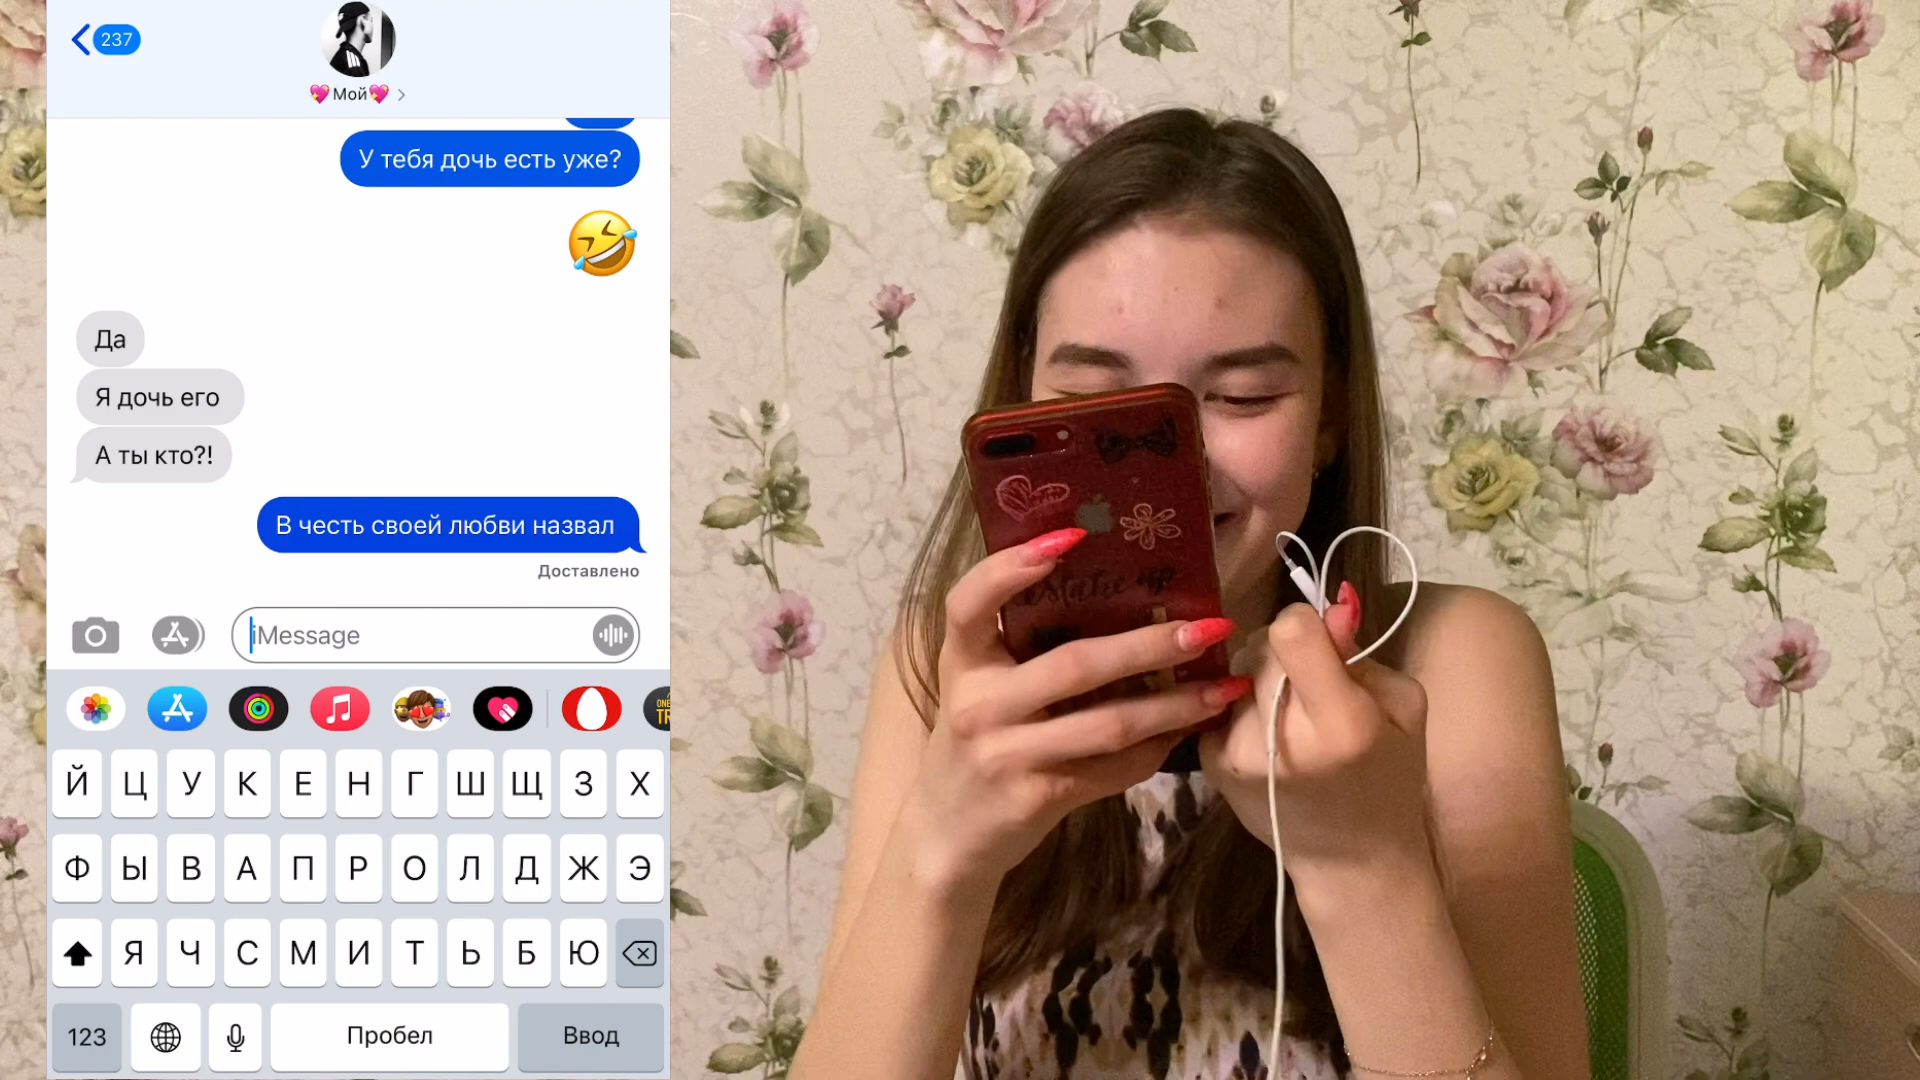 237
💖Мой💖
У тебя дочь есть уже?
🤣
Да
Я дочь его
А ты кто?!
В честь своей любви назвал
Доставлено
iMessage
Й Ц У К Е Н Г Ш Щ З Х
Ф Ы В А П Р О Л Д Ж Э
Я Ч С М И Т Ь Б Ю
123 Пробел Ввод